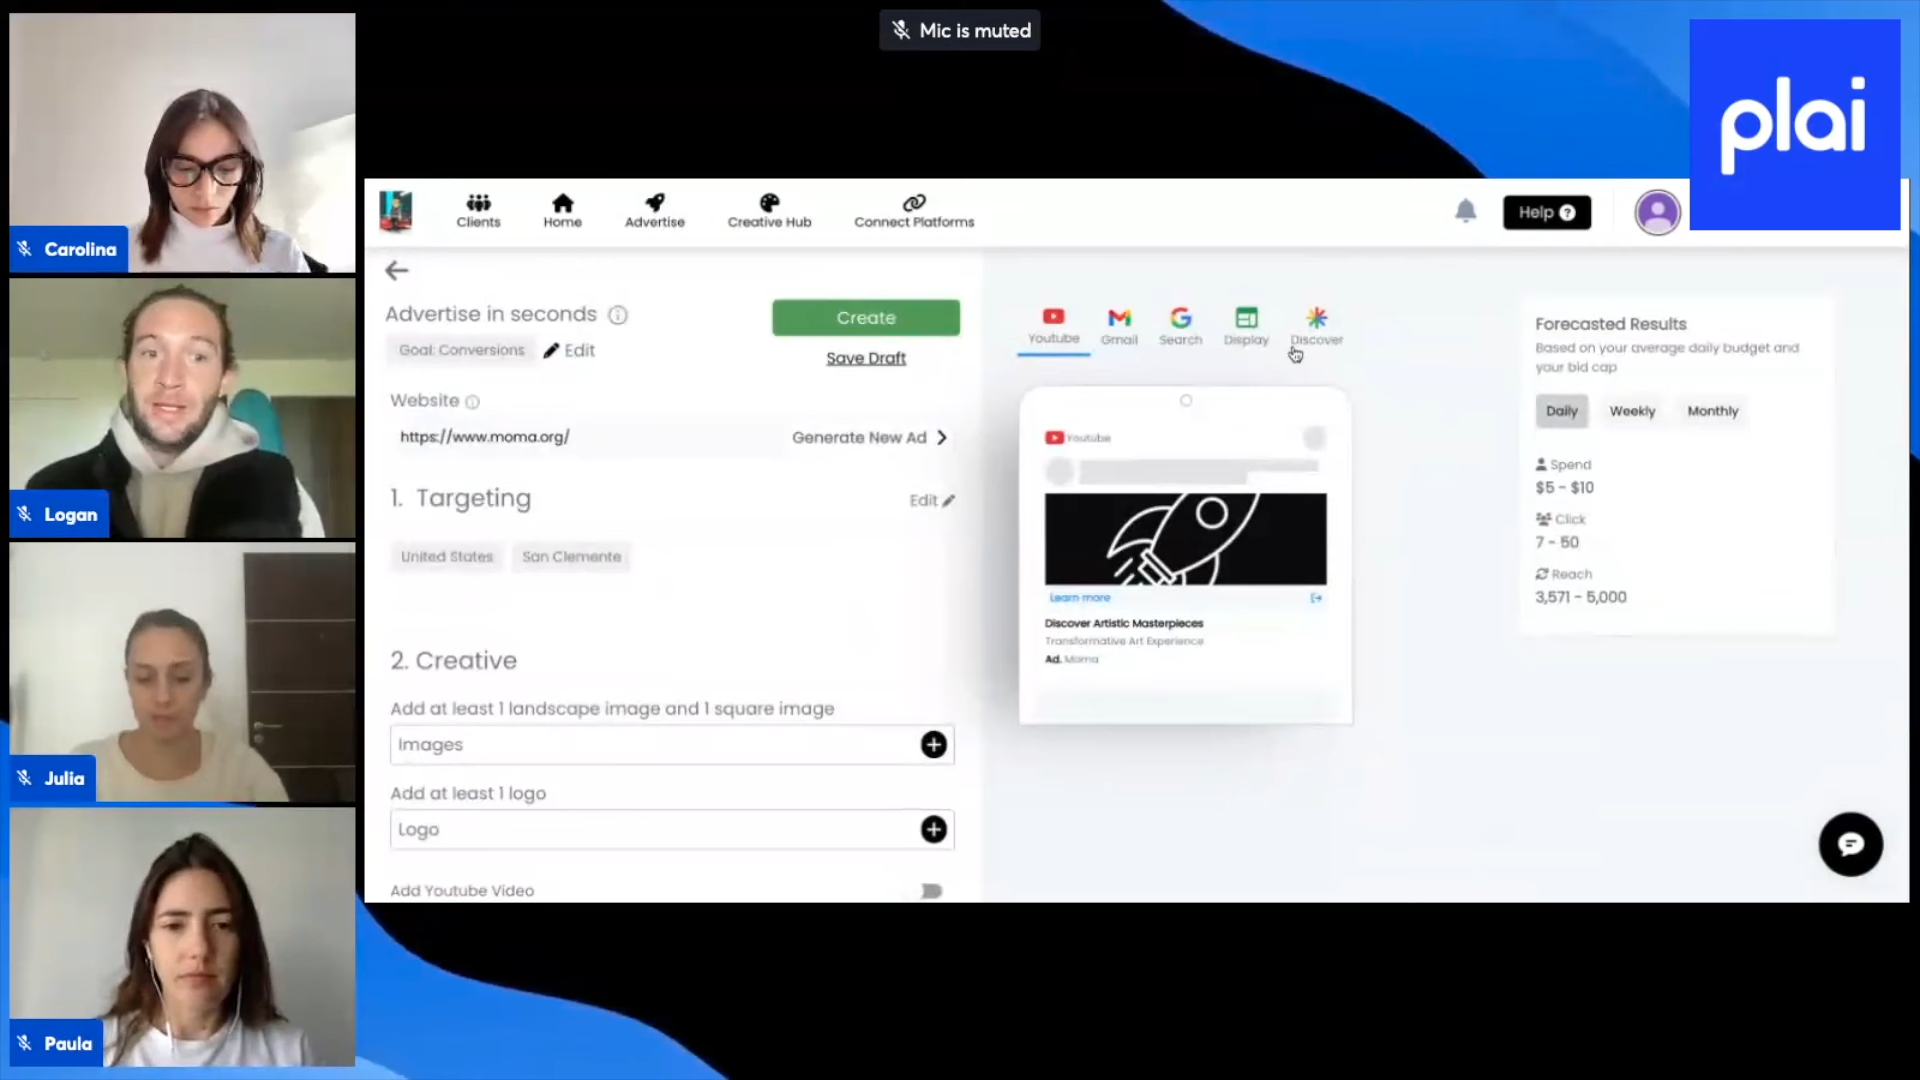 Mic is muted
plai
Carolina
Logan
Julia
Paula
Clients
Home
Advertise
Creative Hub
Connect Platforms
Help ?
Advertise in seconds
Create
Goal: Conversions
Edit
Save Draft
Website
https://www.moma.org/
Generate New Ad
1. Targeting
Edit
United States
San Clemente
2. Creative
Add at least 1 landscape image and 1 square image
Images
Add at least 1 logo
Logo
Add Youtube Video
Youtube
Gmail
Search
Display
Discover
Youtube
Learn more
Discover Artistic Masterpieces
Transformative Art Experience
Ad. Moma
Forecasted Results
Based on your average daily budget and
your bid cap
Daily
Weekly
Monthly
Spend
$5 - $10
Click
7 - 50
Reach
3,571 - 5,000